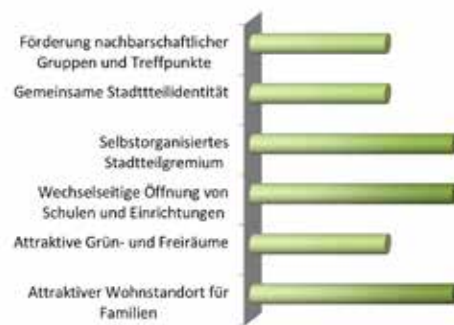 Förderung nachbarschaftlicher
Gruppen und Treffpunkte
Gemeinsame Stadttteilidentität
Selbstorganisiertes
Stadtteilgremium
Wechselseitige Öffnung von
Schulen und Einrichtungen
Attraktive Grün- und Freiräume
Attraktiver Wohnstandort für
Familien